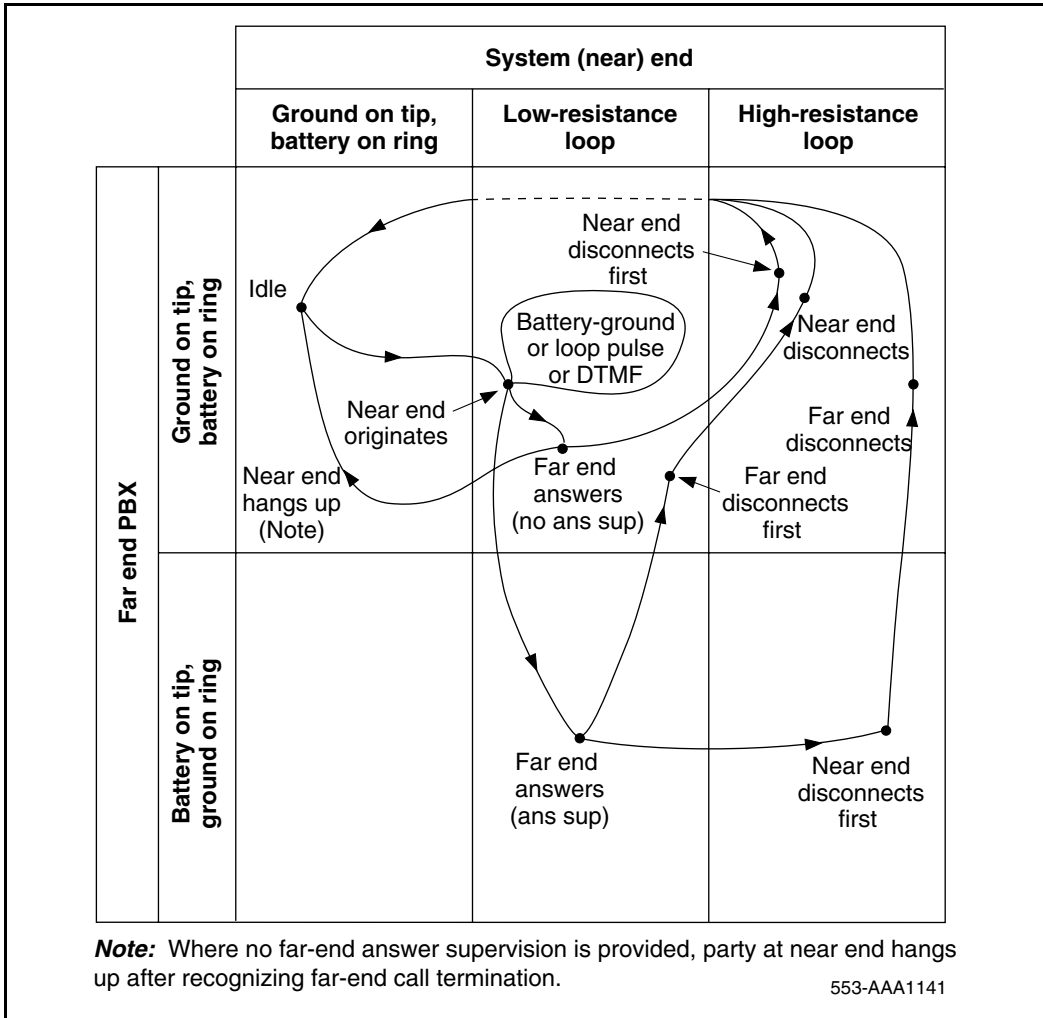 System (near) end
Ground on tip,
battery on ring
Low-resistance
loop
High-resistance
loop
Far end PBX
Ground on tip,
battery on ring
Idle
Near end
disconnects
first
Battery-ground
or loop pulse
or DTMF
Near end
disconnects
Near end
originates
Far end
disconnects
Near end
hangs up
(Note)
Far end
answers
(no ans sup)
Far end
disconnects
first
Battery on tip,
ground on ring
Far end
answers
(ans sup)
Near end
disconnects
first
Note: Where no far-end answer supervision is provided, party at near end hangs
up after recognizing far-end call termination.
553-AAA1141